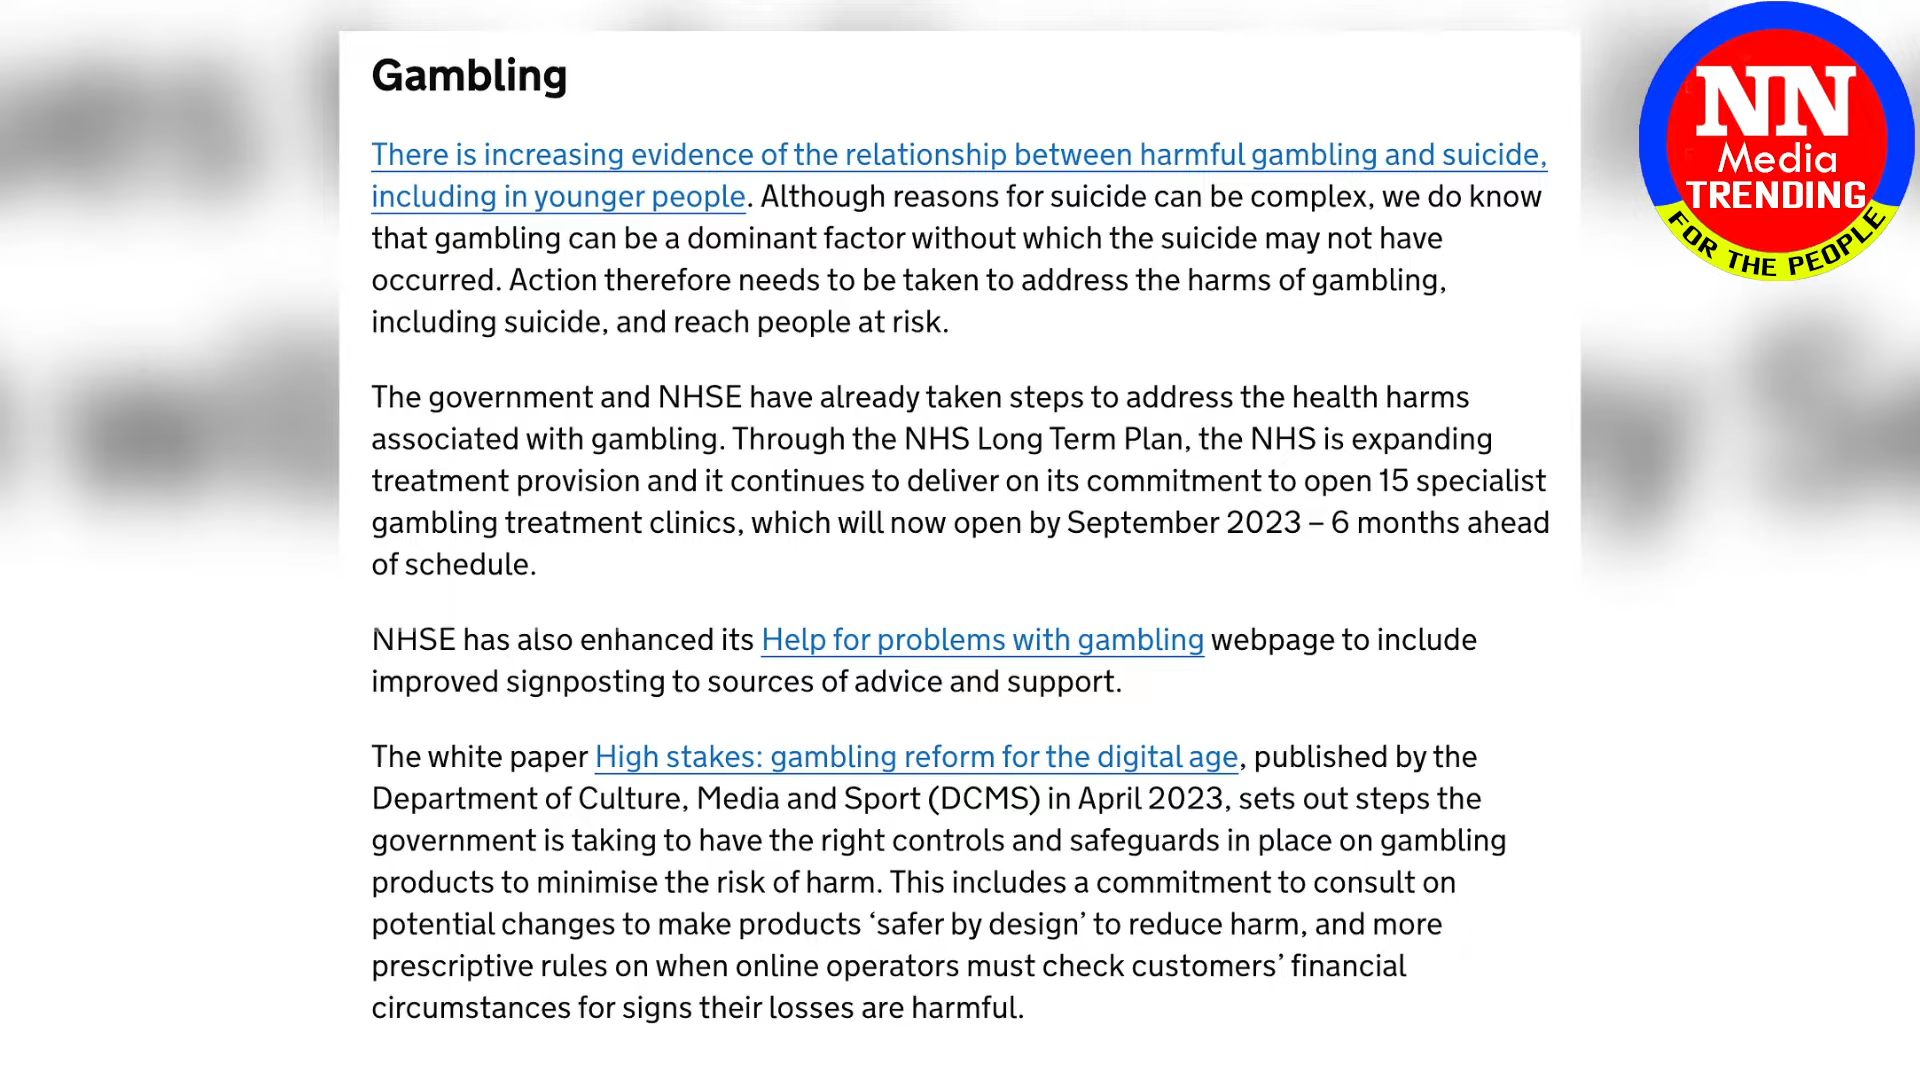 Gambling
There is increasing evidence of the relationship between harmful gambling and suicide,
including in younger people. Although reasons for suicide can be complex, we do know
that gambling can be a dominant factor without which the suicide may not have
occurred. Action therefore needs to be taken to address the harms of gambling,
including suicide, and reach people at risk.
The government and NHSE have already taken steps to address the health harms
associated with gambling. Through the NHS Long Term Plan, the NHS is expanding
treatment provision and it continues to deliver on its commitment to open 15 specialist
gambling treatment clinics, which will now open by September 2023 – 6 months ahead
of schedule.
NHSE has also enhanced its Help for problems with gambling webpage to include
improved signposting to sources of advice and support.
The white paper High stakes: gambling reform for the digital age, published by the
Department of Culture, Media and Sport (DCMS) in April 2023, sets out steps the
government is taking to have the right controls and safeguards in place on gambling
products to minimise the risk of harm. This includes a commitment to consult on
potential changes to make products ‘safer by design’ to reduce harm, and more
prescriptive rules on when online operators must check customers’ financial
circumstances for signs their losses are harmful.
NN
Media
TRENDING
FOR THE PEOPLE